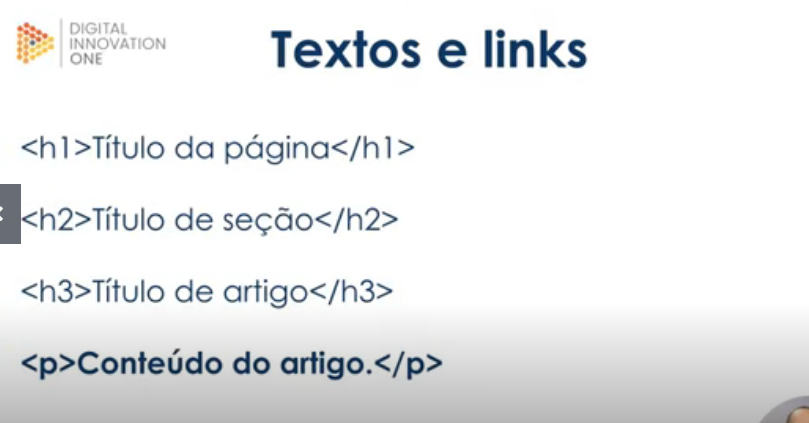 DIGITAL
INNOVATION
ONE
Textos e links
<h1>Título da página</h1>
<h2>Título de seção</h2>
<h3>Título de artigo</h3>
<p>Conteúdo do artigo.</p>